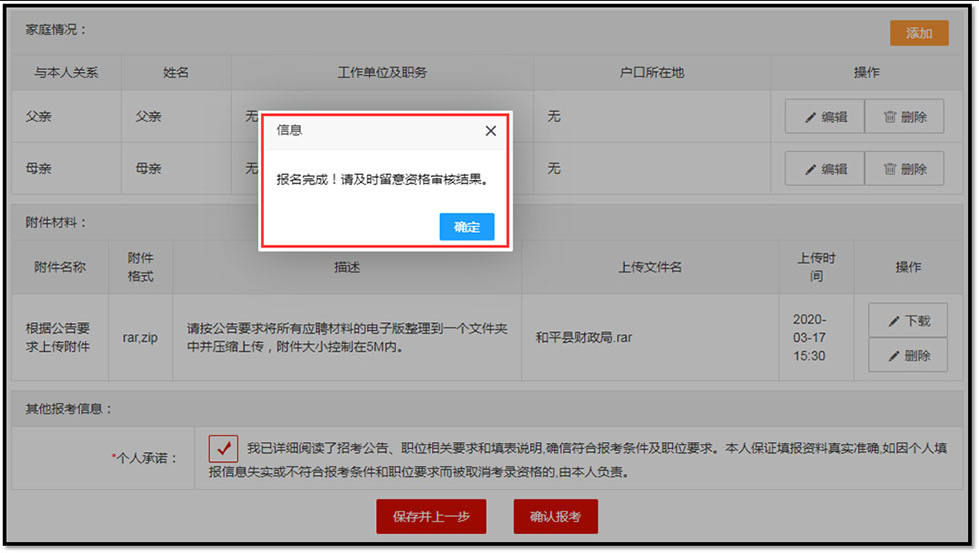 家庭情况：
添加
与本人关系 姓名 工作单位及职务 户口所在地 操作
父亲 父亲 无 无 编辑 删除
信息
母亲 母亲 无 无 编辑 删除
报名完成！请及时留意资格审核结果。
确定
附件材料：
附件名称 附件 描述 上传文件名 上传时 操作
格式 间
根据公告要 rar,zip 请按公告要求将所有应聘材料的电子版整理到一个文件夹 和平县财政局.rar 2020- 下载
求上传附件 中并压缩上传，附件大小控制在5M内。 03-17
15:30 删除
其他报考信息：
*个人承诺： 我已详细阅读了招考公告、职位相关要求和填表说明,确信符合报考条件及职位要求。本人保证填报资料真实准确,如因个人填
报信息失实或不符合报考条件和职位要求而被取消考录资格的,由本人负责。
保存并上一步 确认报考